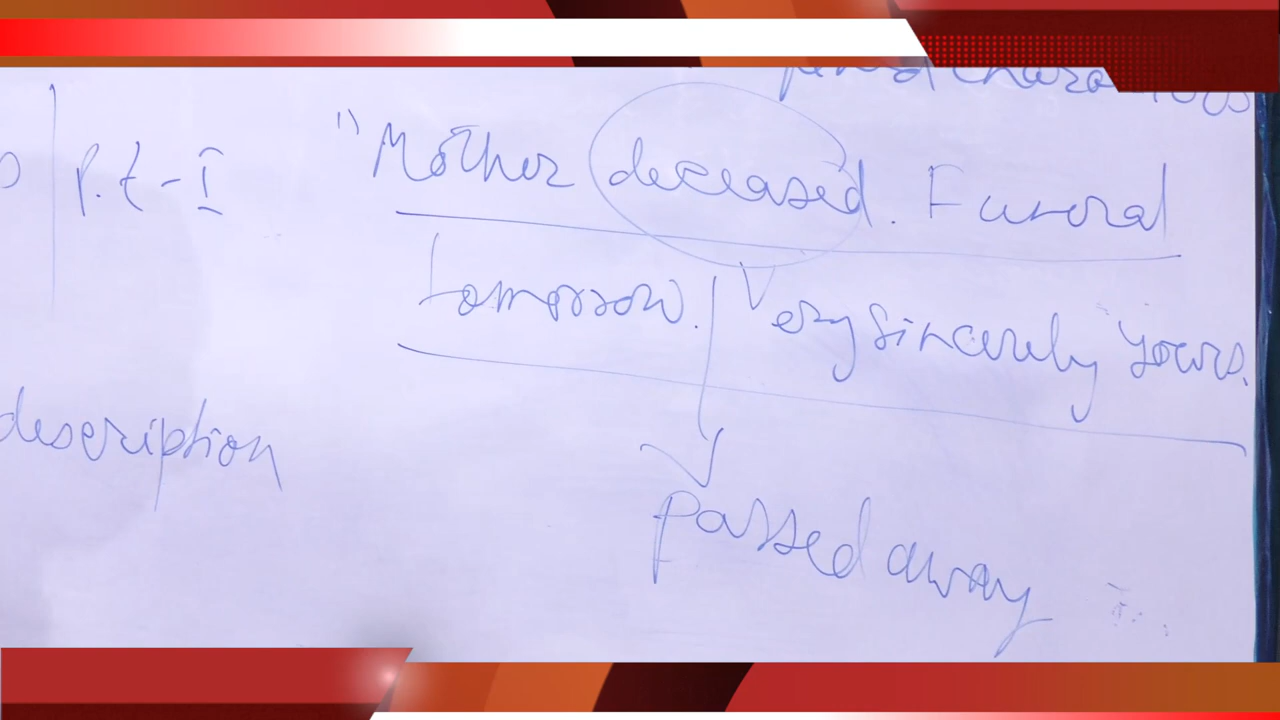 P.t-I
"Mother deceased. Funeral
tomorrow. Very sincerely yours.
description
passed away